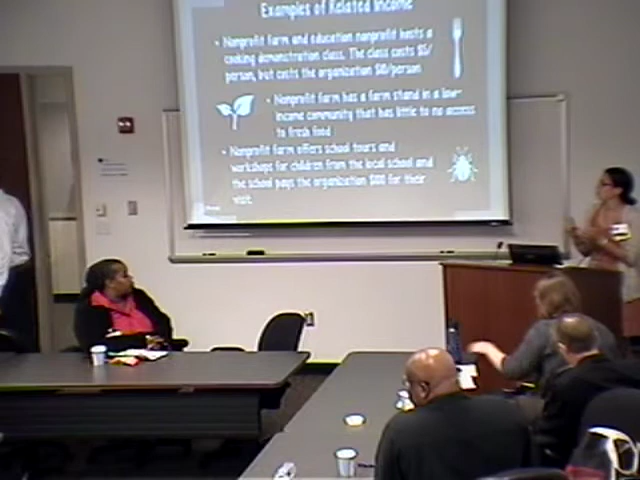 Examples of Related Income
• Nonprofit farm and education nonprofit hosts a
cooking demonstration class. The class costs $5/
person, but costs the organization $10/person
• Nonprofit farm has a farm stand in a low-
income community that has little to no access
to fresh food
• Nonprofit farm offers school tours and
workshops for children from the local school and
the school pays the organization for their
visit